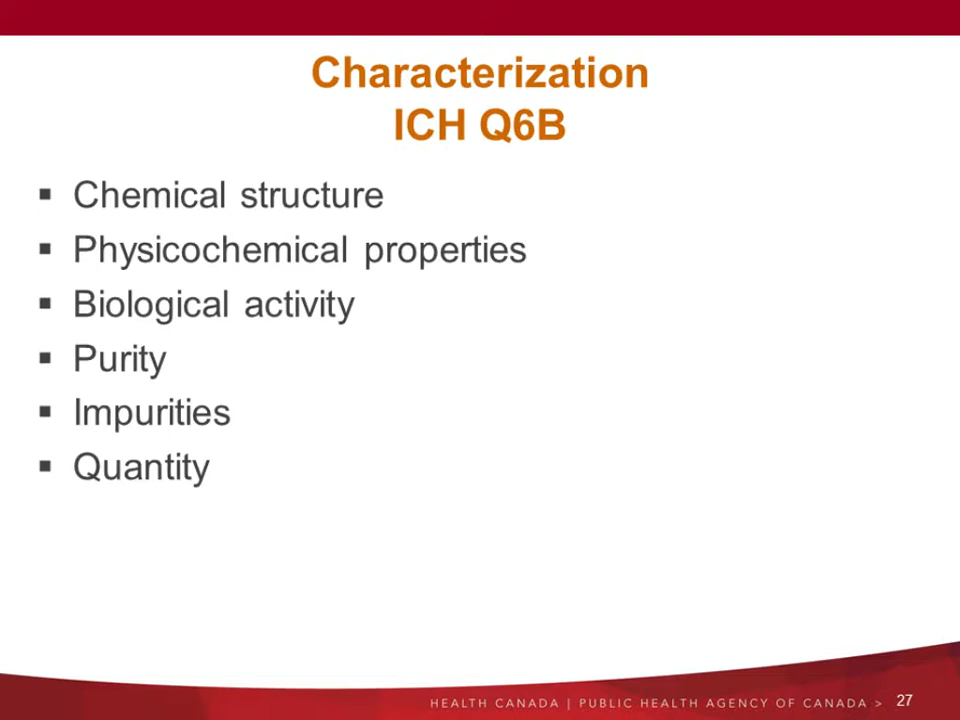 Characterization
ICH Q6B
▪ Chemical structure
▪ Physicochemical properties
▪ Biological activity
▪ Purity
▪ Impurities
▪ Quantity
HEALTH CANADA | PUBLIC HEALTH AGENCY OF CANADA > 27